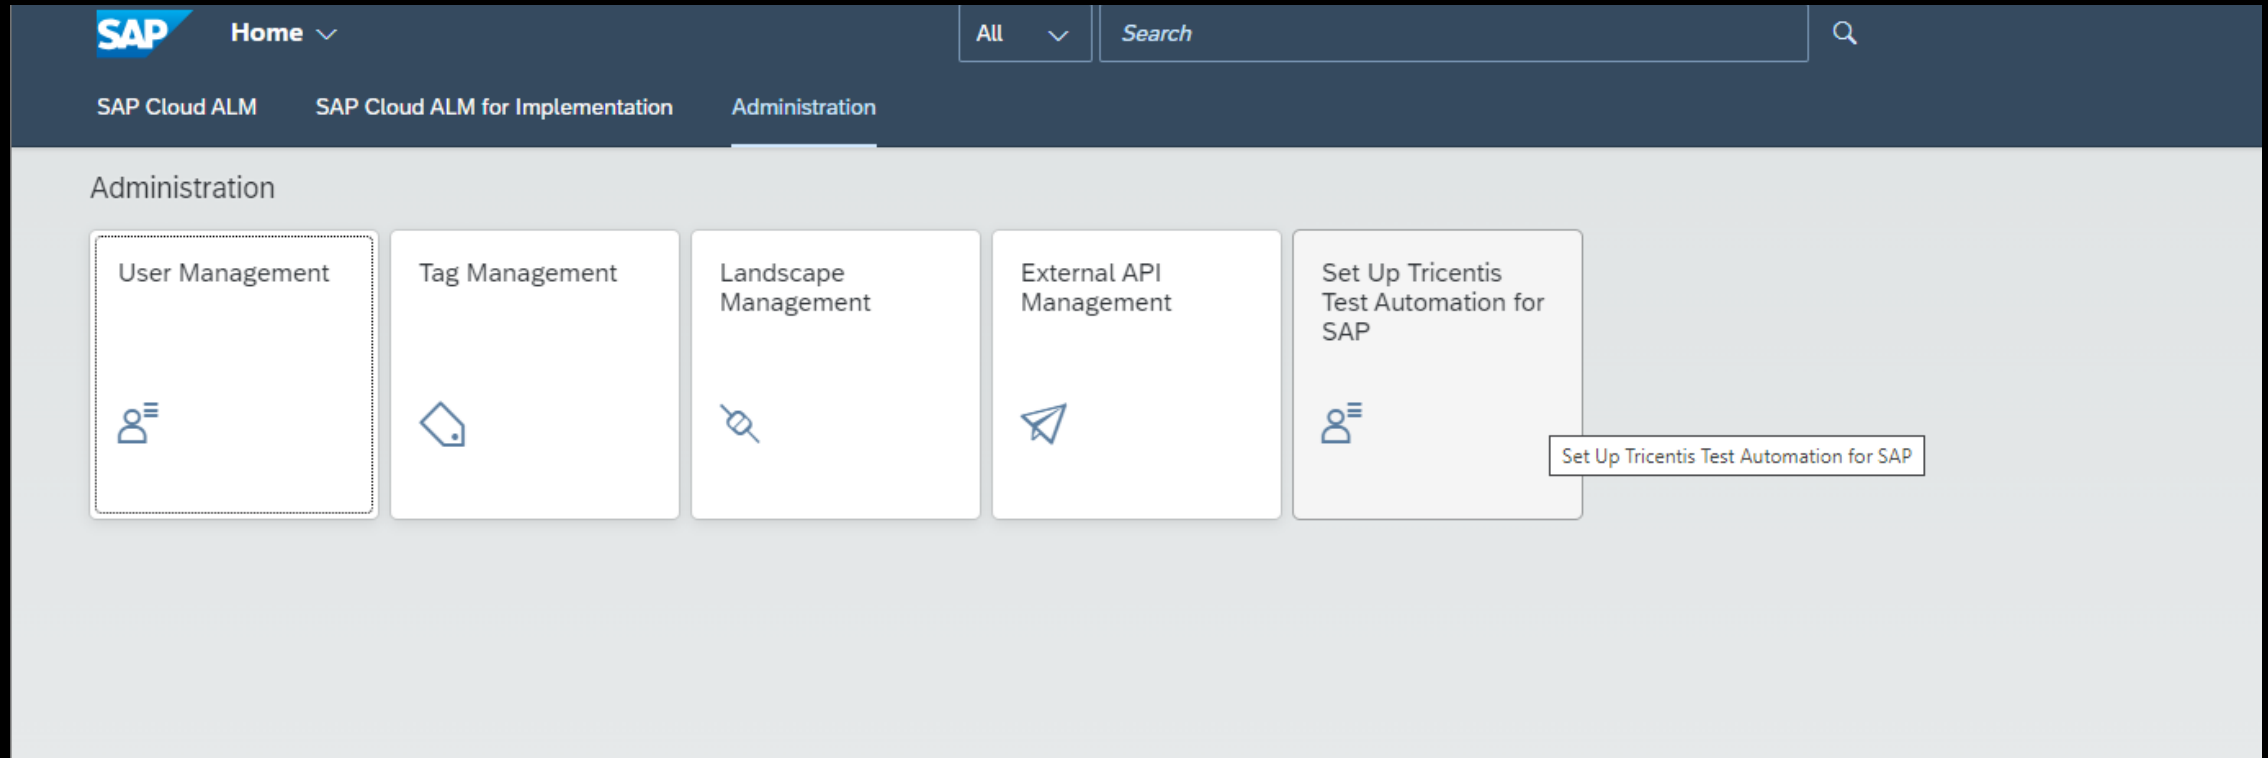 SAP Home
All Search
SAP Cloud ALM SAP Cloud ALM for Implementation Administration
Administration
User Management
Tag Management
Landscape
Management
External API
Management
Set Up Tricentis
Test Automation for
SAP
Set Up Tricentis Test Automation for SAP